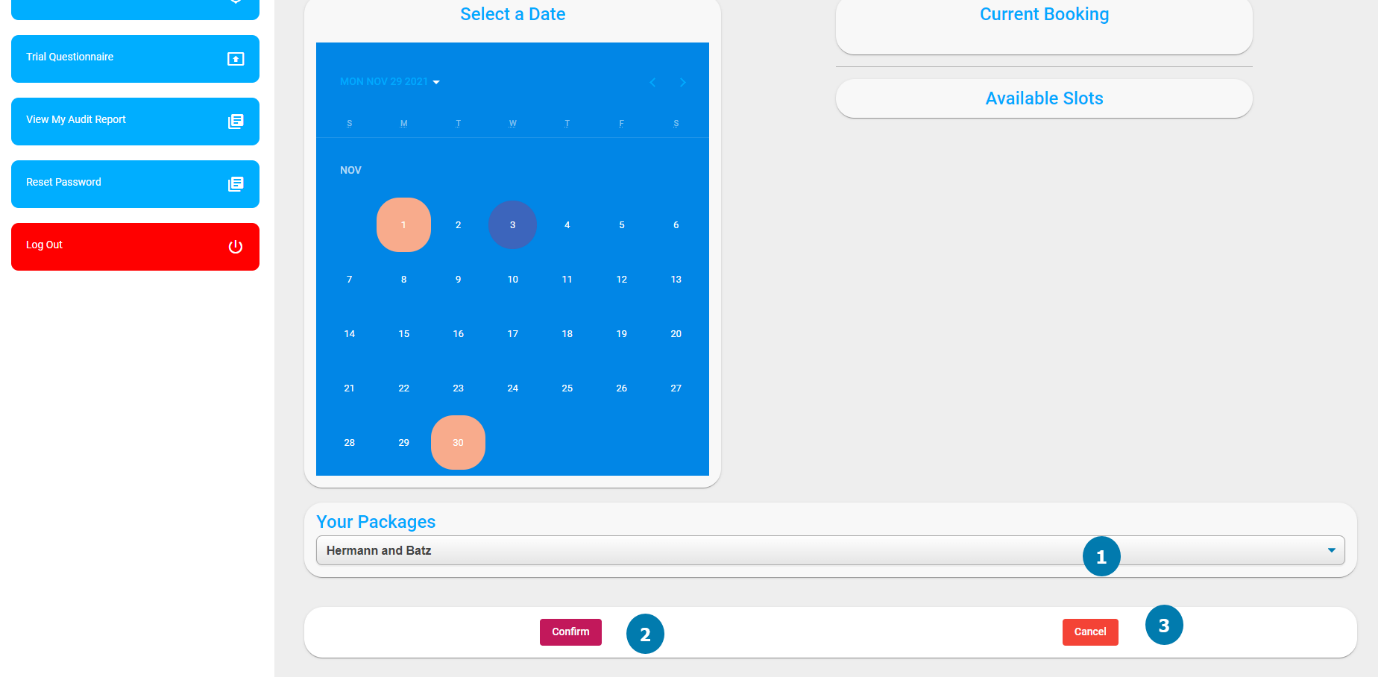 Trial Questionnaire
View My Audit Report
Reset Password
Log Out
Select a Date
MON NOV 29 2021
S M T W T F S
NOV
1 2 3 4 5 6
7 8 9 10 11 12 13
14 15 16 17 18 19 20
21 22 23 24 25 26 27
28 29 30
Current Booking
Available Slots
Your Packages
Hermann and Batz
1
Confirm
2
Cancel
3